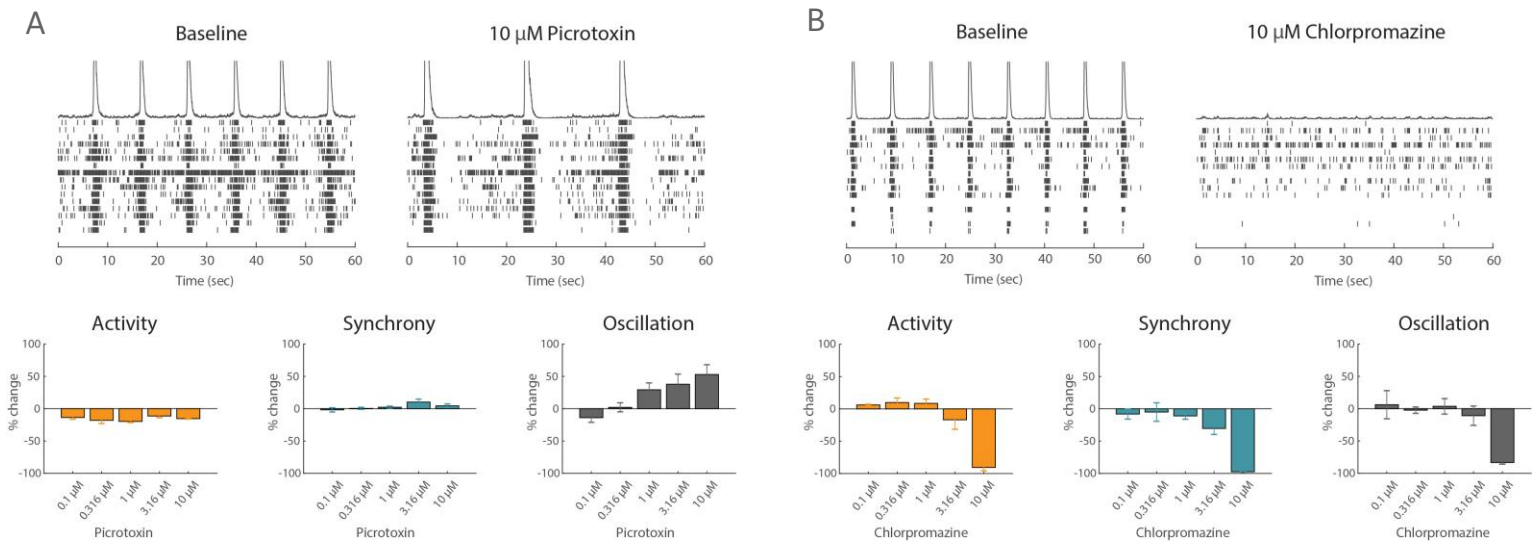 A
Baseline
10 μM Picrotoxin
0 10 20 30 40 50 60
Time (sec)
0 10 20 30 40 50 60
Time (sec)
Activity
% change
100
50
0
-50
-100
0.1 μM
0.316 μM
1 μM
3.16 μM
10 μM
Picrotoxin
Synchrony
100
50
0
-50
-100
0.1 μM
0.316 μM
1 μM
3.16 μM
10 μM
Picrotoxin
Oscillation
% change
100
50
0
-50
-100
0.1 μM
0.316 μM
1 μM
3.16 μM
10 μM
Picrotoxin
B
Baseline
10 μM Chlorpromazine
0 10 20 30 40 50 60
Time (sec)
0 10 20 30 40 50 60
Time (sec)
Activity
% change
100
50
0
-50
-100
0.1 μM
0.316 μM
1 μM
3.16 μM
10 μM
Chlorpromazine
Synchrony
% change
100
50
0
-50
-100
0.1 μM
0.316 μM
1 μM
3.16 μM
10 μM
Chlorpromazine
Oscillation
% change
100
50
0
-50
-100
0.1 μM
0.316 μM
1 μM
3.16 μM
10 μM
Chlorpromazine